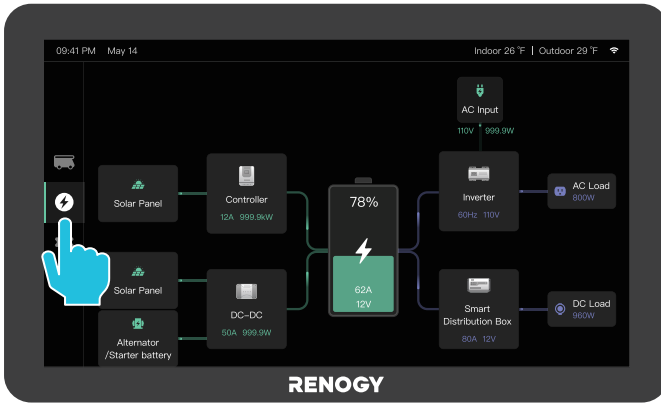 09:41 PM May 14
Indoor 26 °F | Outdoor 29 °F
AC Input
110V 999.9W
Solar Panel
Controller
12A 999.9kW
78%
Inverter
60Hz 110V
AC Load
800W
Solar Panel
DC-DC
50A 999.9W
62A
12V
Smart
Distribution Box
80A 12V
DC Load
960W
Alternator
/Starter battery
RENOGY